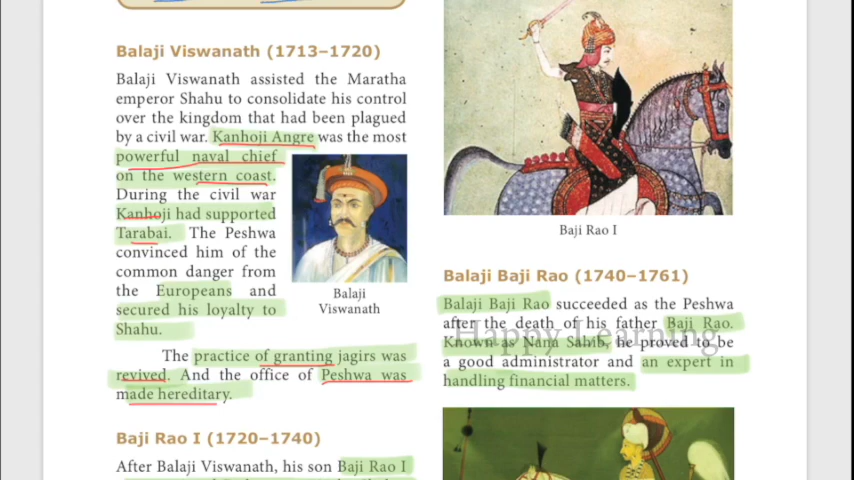 Balaji Viswanath (1713–1720)
Balaji Viswanath assisted the Maratha
emperor Shahu to consolidate his control
over the kingdom that had been plagued
by a civil war. Kanhoji Angre was the most
powerful naval chief
on the western coast.
During the civil war
Kanhoji had supported
Tarabai. The Peshwa
convinced him of the
common danger from
the Europeans and
secured his loyalty to
Shahu.
Balaji
Viswanath
The practice of granting jagirs was
revived. And the office of Peshwa was
made hereditary.
Baji Rao I (1720–1740)
After Balaji Viswanath, his son Baji Rao I
Baji Rao I
Balaji Baji Rao (1740–1761)
Balaji Baji Rao succeeded as the Peshwa
after the death of his father Baji Rao.
Known as Nana Sahib, he proved to be
a good administrator and an expert in
handling financial matters.
Happy Learning